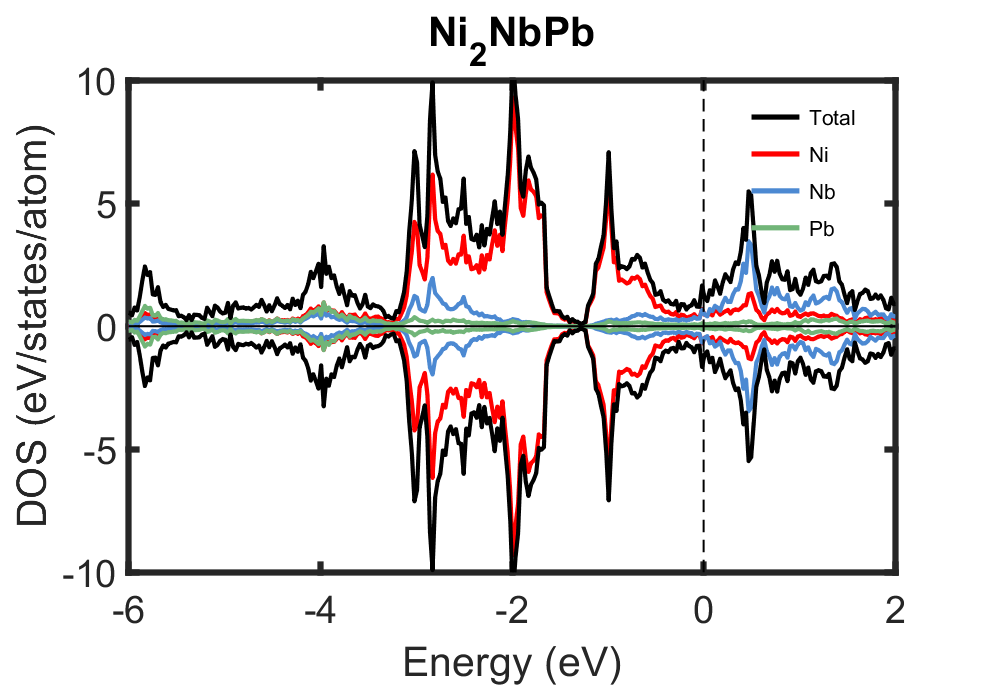 Ni2NbPb
10
5
0
-5
-10
DOS (eV/states/atom)
Total
Ni
Nb
Pb
-6 -4 -2 0 2
Energy (eV)